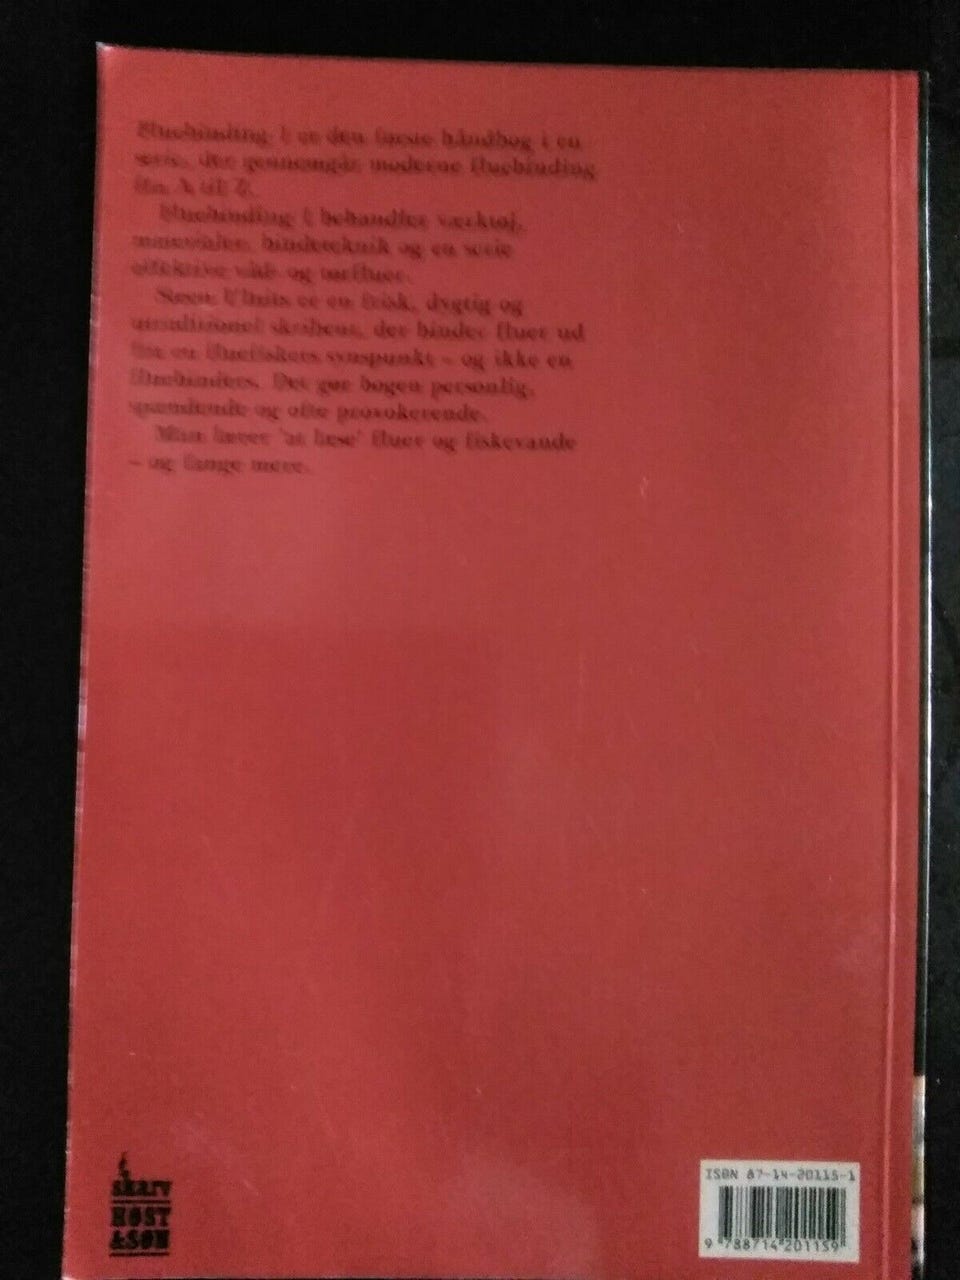 Fluebinding 1 er den første håndbog i en
serie, der gennemgår moderne fluebinding
fra A til Z.
Fluebinding 1 behandler værktøj,
materialer, bindeteknik og en serie
effektive våd- og tørfluer.
er en frisk, dygtig og
utraditionel skribent, der binder fluer ud
fra en fluefiskers synspunkt – og ikke en
fluebinders. Det gør bogen personlig,
spændende og ofte provokerende.
Man lærer 'at læse' fluer og fiskevande
– og fange mere.
skarv
HØST
&SØN
ISBN 87-14-20115-1
9 788714 201159